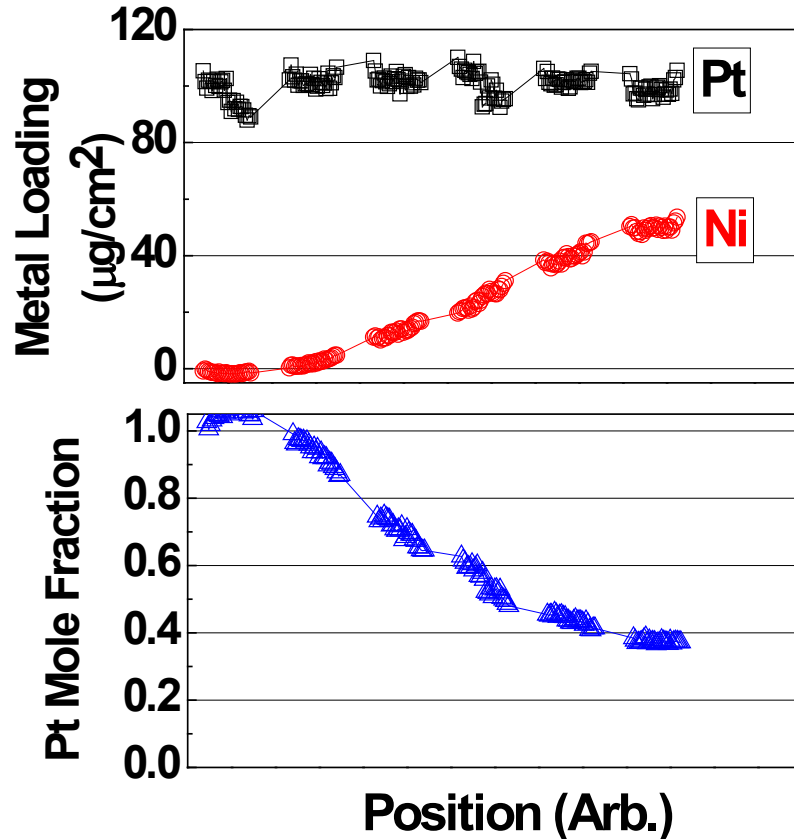 120
80
40
0
Metal Loading
(µg/cm2)
Pt
Ni
1.0
0.8
0.6
0.4
0.2
0.0
Pt Mole Fraction
Position (Arb.)